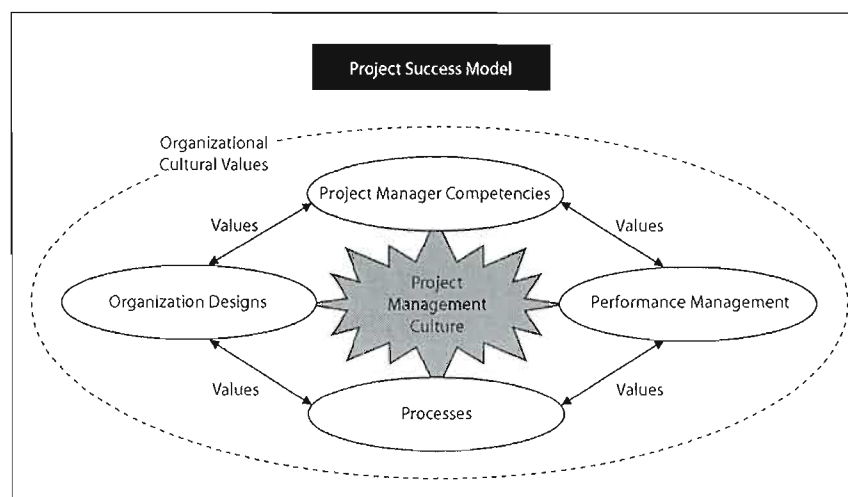 Project Success Model
Organizational
Cultural Values
Project Manager Competencies
Values
Values
Organization Designs
Project
Management
Culture
Performance Management
Values
Values
Processes